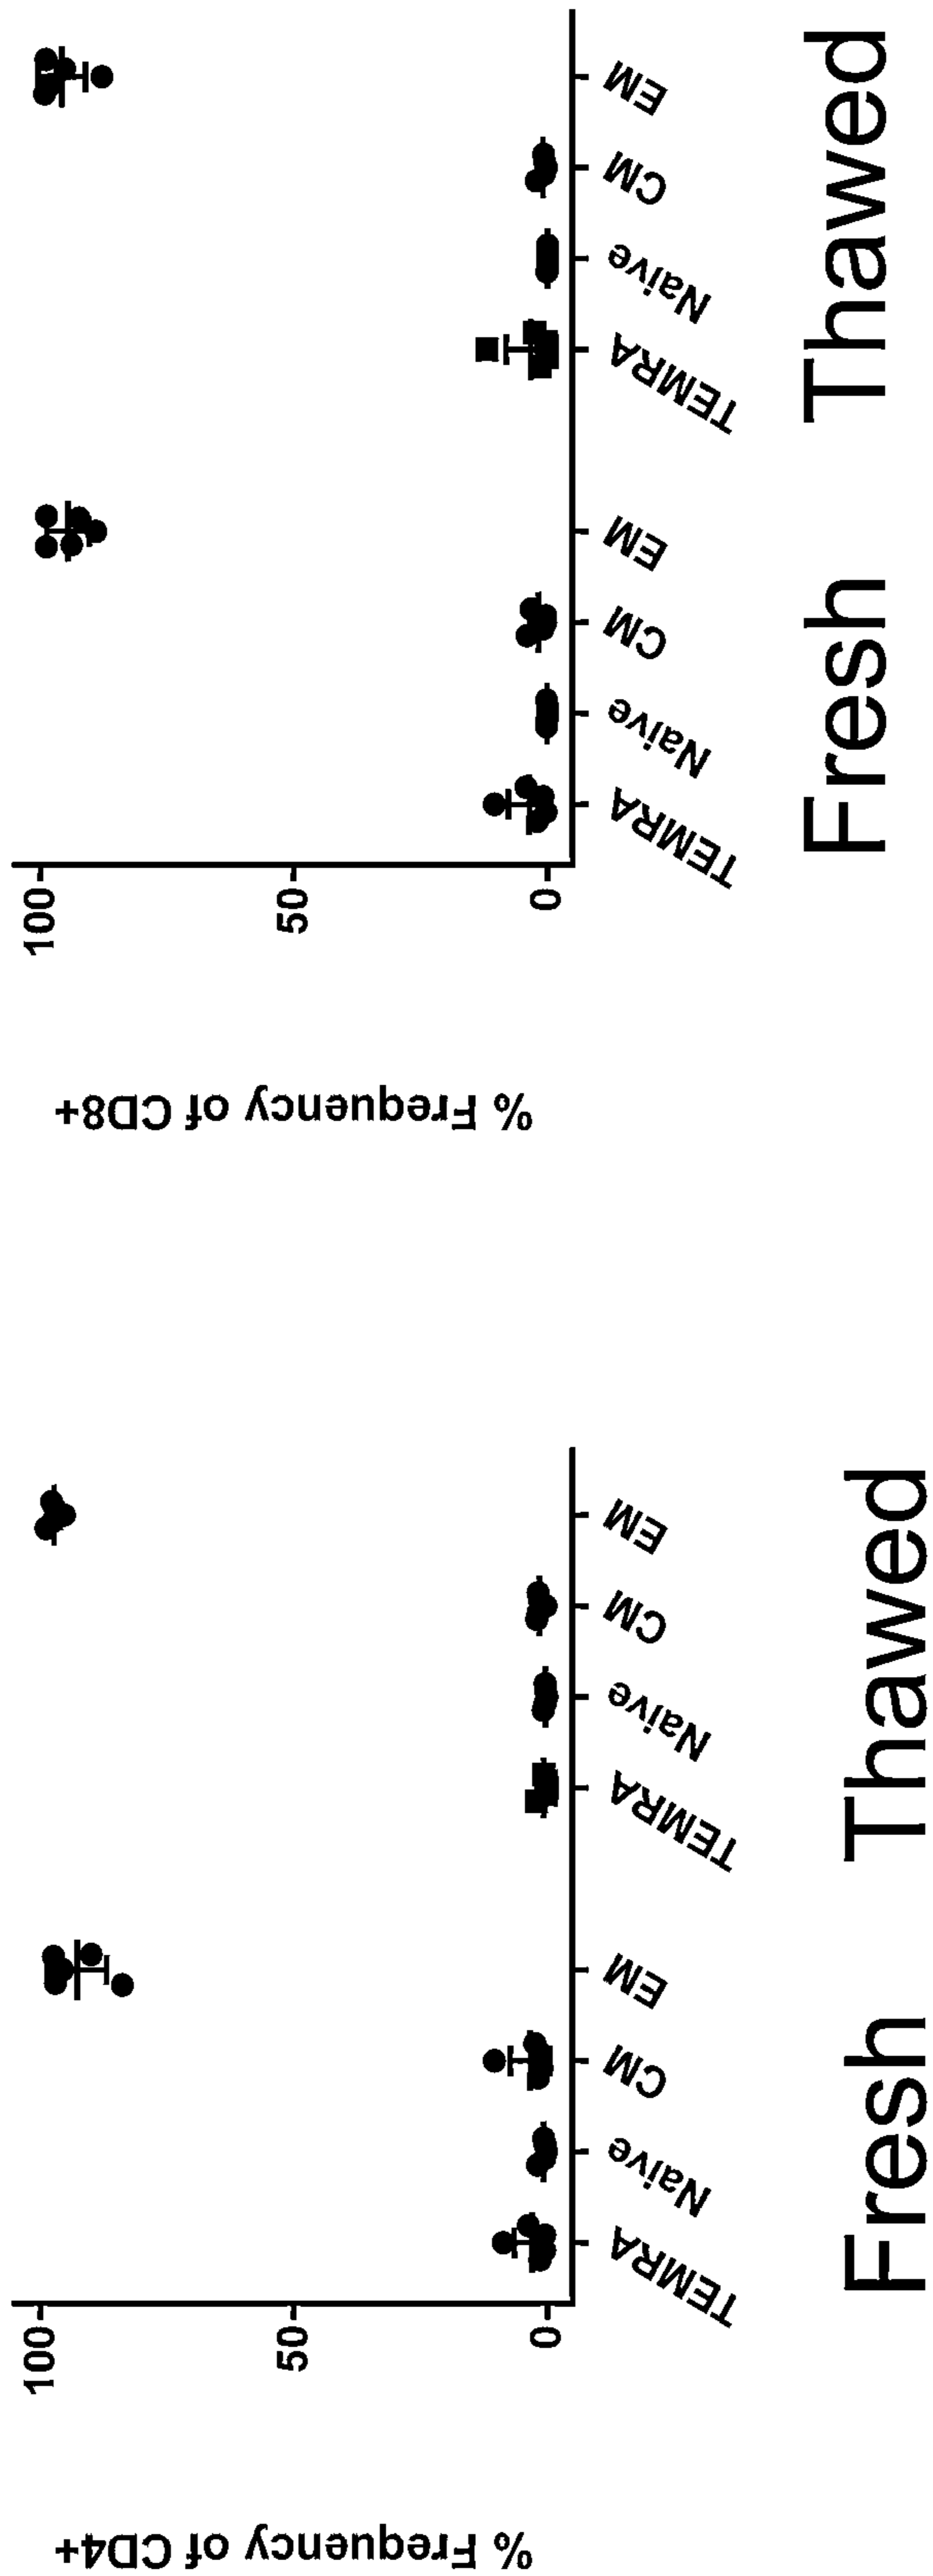 % Frequency of CD4+
100
50
0
TEMRA
Naive
CM
EM
TEMRA
Naive
CM
EM
Fresh
Thawed
% Frequency of CD8+
100
50
0
TEMRA
Naive
CM
EM
TEMRA
Naive
CM
EM
Fresh
Thawed